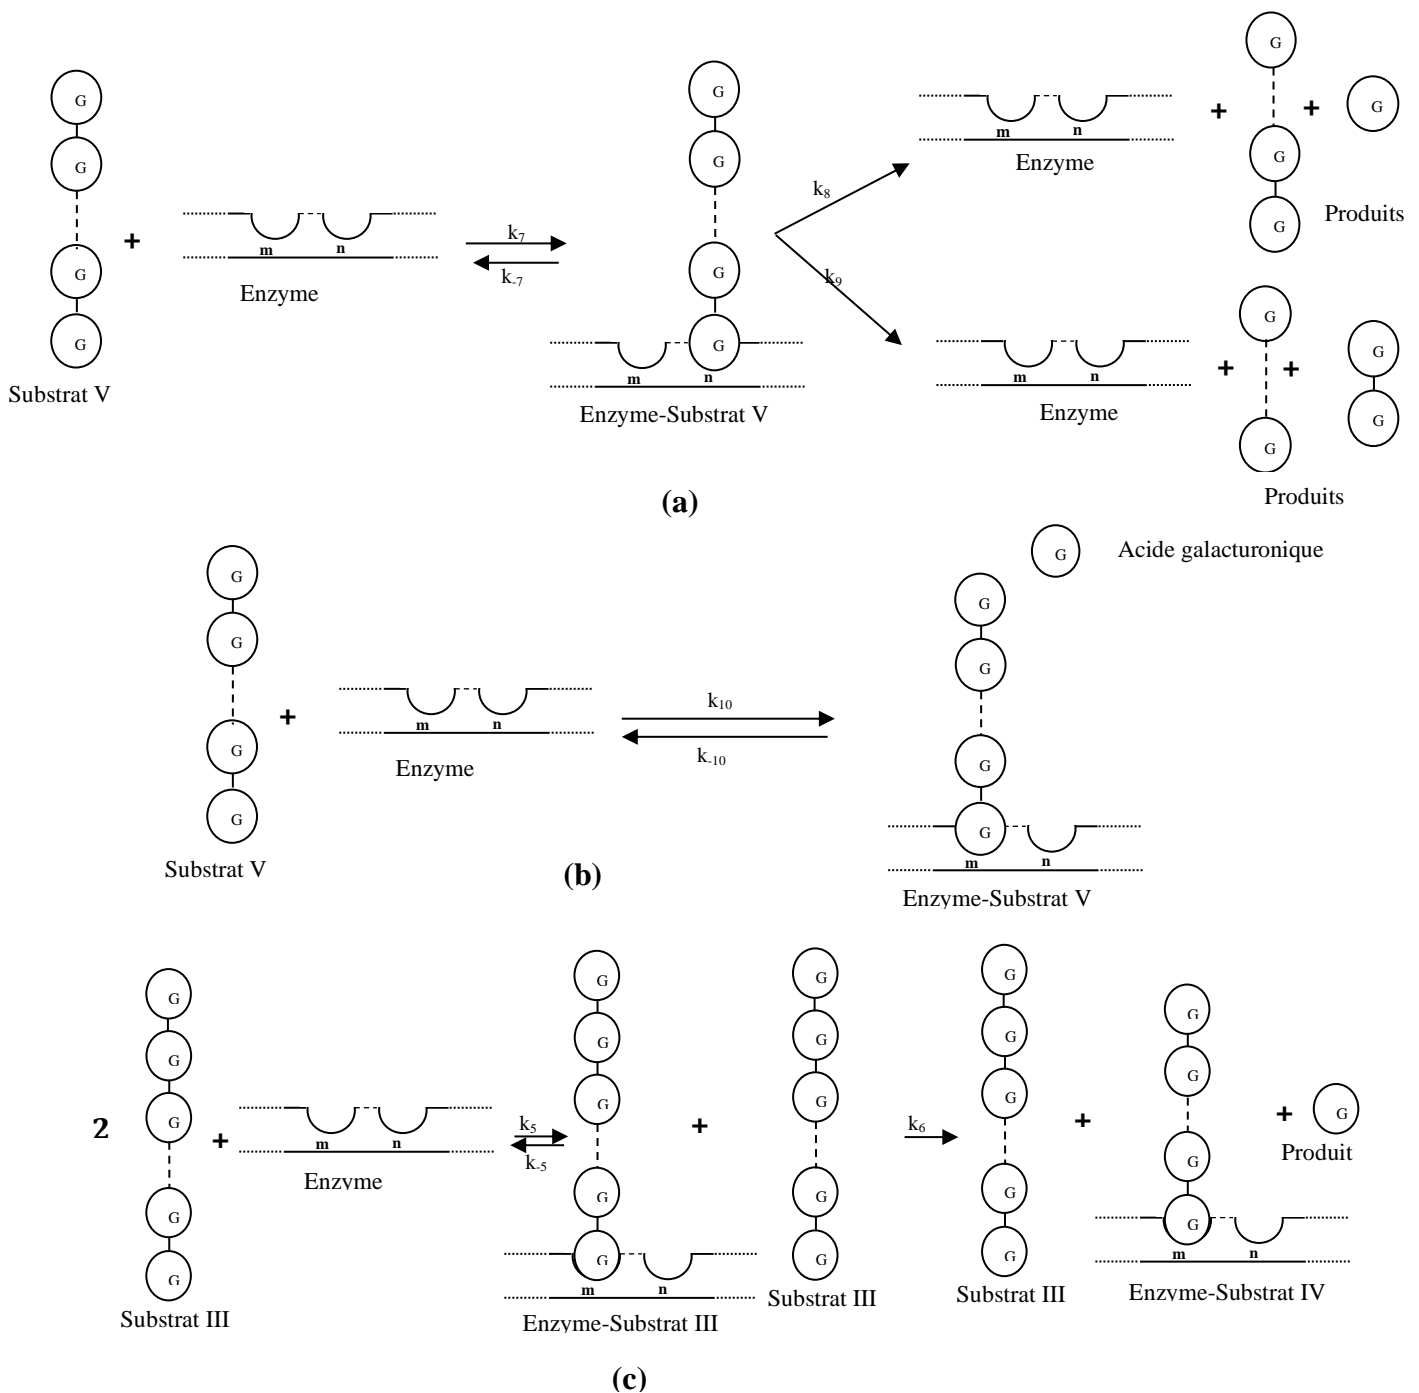 G G G G
Substrat V
+
m n
Enzyme
k7
k-7
G G G G
m n
Enzyme-Substrat V
k8
k9
m n
Enzyme
+
G G G
+
G
Produits
m n
Enzyme
+
G G
+
G G
Produits
(a)
G Acide galacturonique
G G G G
Substrat V
+
m n
Enzyme
k10
k-10
G G G G
m n
Enzyme-Substrat V
(b)
2
G G G G G
Substrat III
+
m n
Enzyme
k5
k-5
G G G G G
m n
Enzyme-Substrat III
+
G G G G G
Substrat III
k6
G G G G G
Substrat III
+
G G G G
m n
Enzyme-Substrat IV
+
G
Produit
(c)